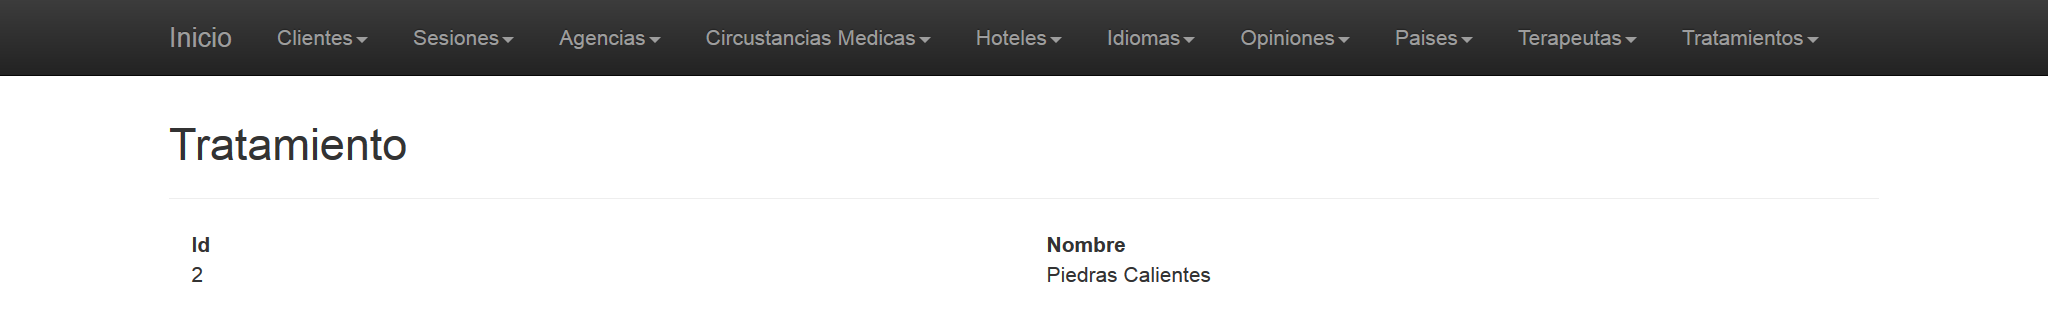 Inicio Clientes Sesiones Agencias Circustancias Medicas Hoteles Idiomas Opiniones Paises Terapeutas Tratamientos
Tratamiento
Id Nombre
2 Piedras Calientes